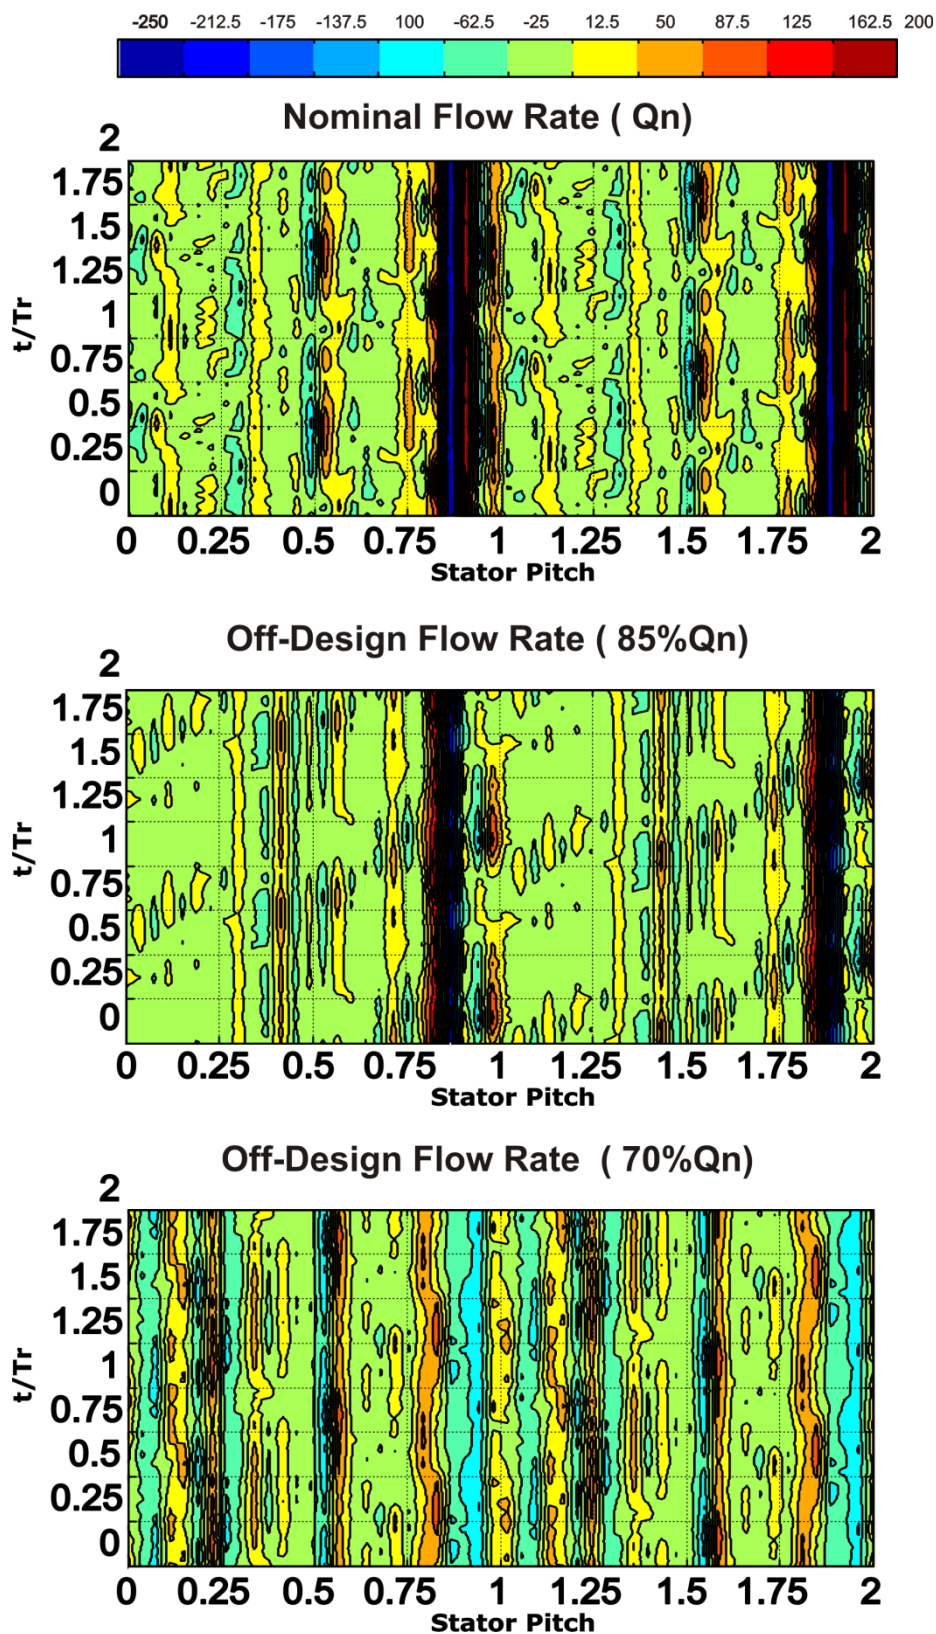 -250 -212.5 -175 -137.5 100 -62.5 -25 12.5 50 87.5 125 162.5 200
Nominal Flow Rate ( Qn)
2
1.75
1.5
1.25
1
0.75
0.5
0.25
0
t/Tr
0 0.25 0.5 0.75 1 1.25 1.5 1.75 2
Stator Pitch
Off-Design Flow Rate ( 85%Qn)
2
1.75
1.5
1.25
1
0.75
0.5
0.25
0
t/Tr
0 0.25 0.5 0.75 1 1.25 1.5 1.75 2
Stator Pitch
Off-Design Flow Rate ( 70%Qn)
2
1.75
1.5
1.25
1
0.75
0.5
0.25
0
t/Tr
0 0.25 0.5 0.75 1 1.25 1.5 1.75 2
Stator Pitch